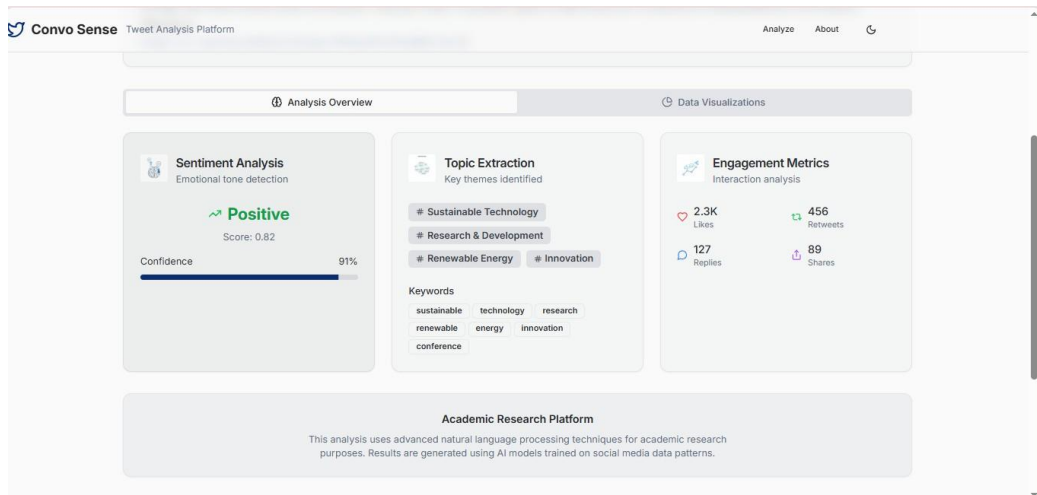 Convo Sense Tweet Analysis Platform
Analyze About
Analysis Overview
Data Visualizations
Sentiment Analysis
Emotional tone detection
Positive
Score: 0.82
Confidence 91%
Topic Extraction
Key themes identified
# Sustainable Technology
# Research & Development
# Renewable Energy # Innovation
Keywords
sustainable technology research
renewable energy innovation
conference
Engagement Metrics
Interaction analysis
2.3K
Likes
456
Retweets
127
Replies
89
Shares
Academic Research Platform
This analysis uses advanced natural language processing techniques for academic research
purposes. Results are generated using AI models trained on social media data patterns.